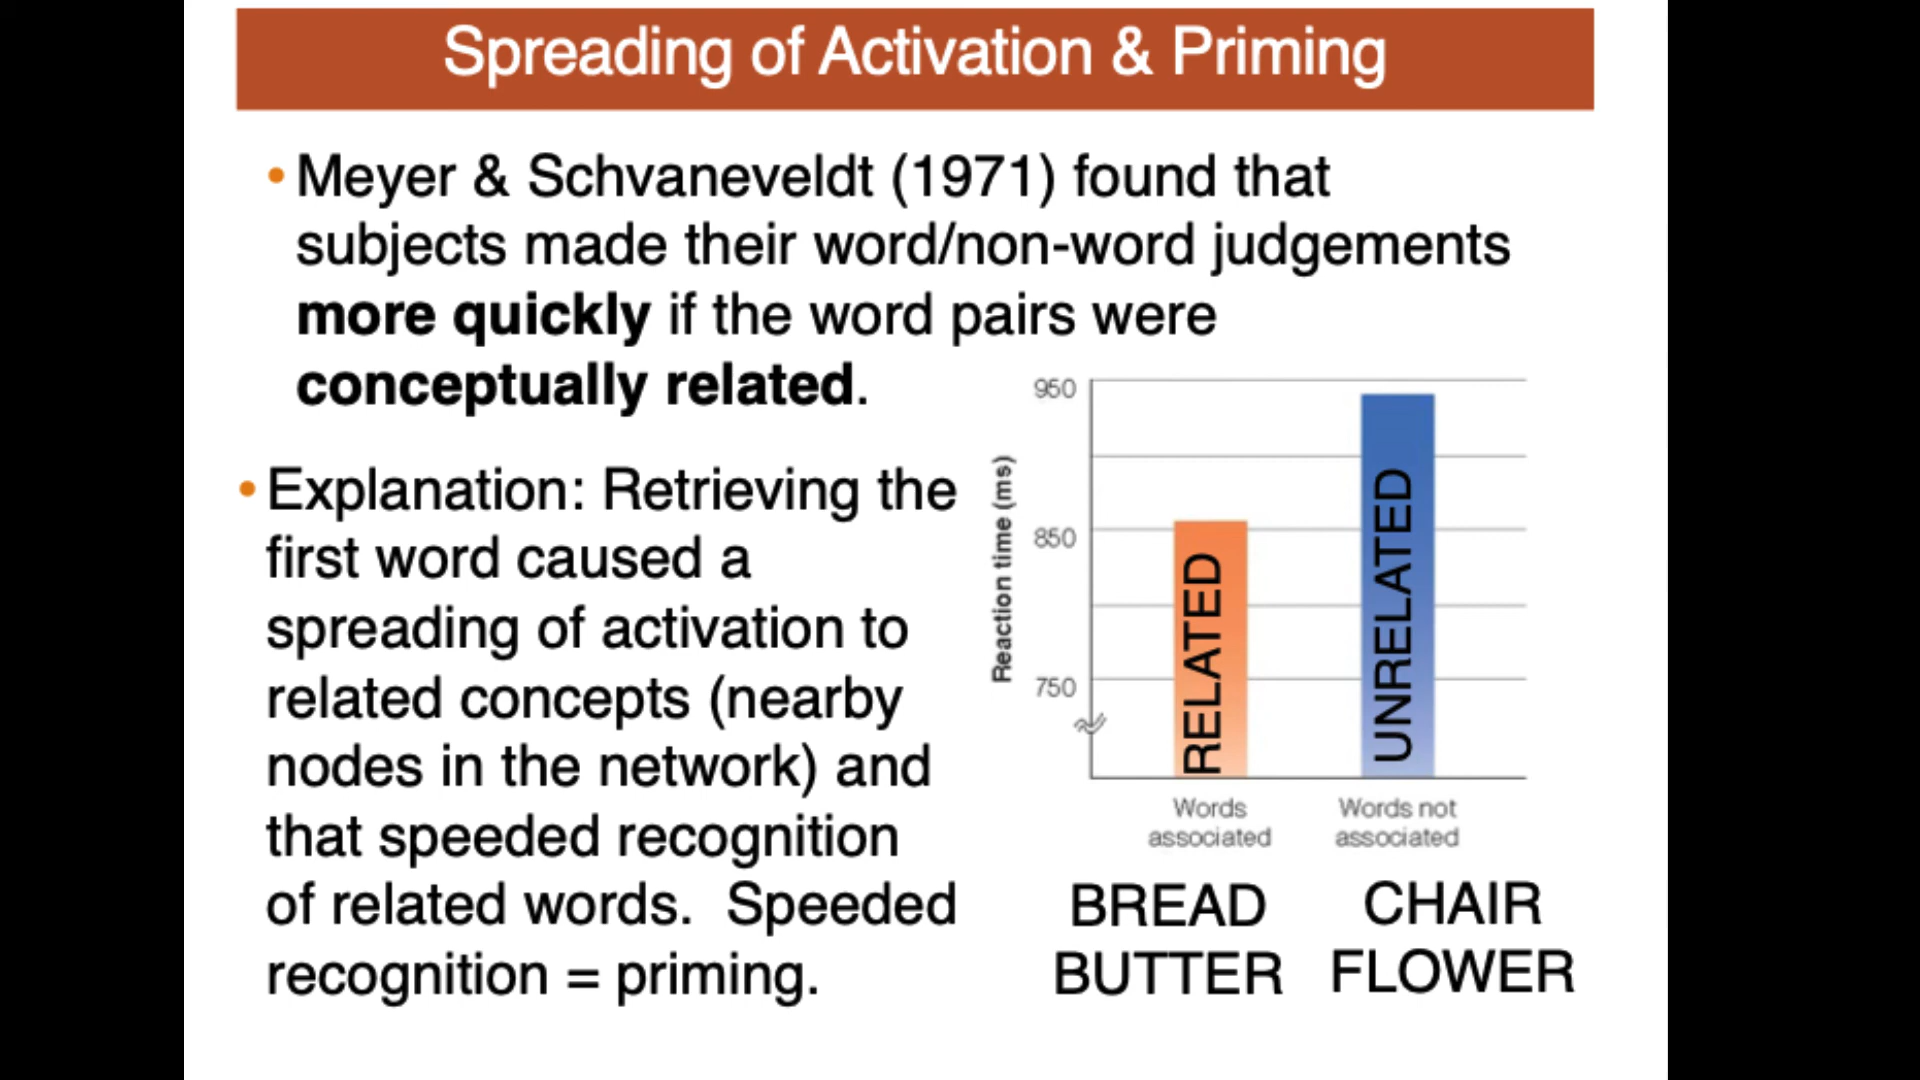 Spreading of Activation & Priming
• Meyer & Schvaneveldt (1971) found that
subjects made their word/non-word judgements
more quickly if the word pairs were
conceptually related.
• Explanation: Retrieving the
first word caused a
spreading of activation to
related concepts (nearby
nodes in the network) and
that speeded recognition
of related words. Speeded
recognition = priming.
Reaction time (ms)
950
850
750
RELATED
UNRELATED
Words
associated
Words not
associated
BREAD
BUTTER
CHAIR
FLOWER